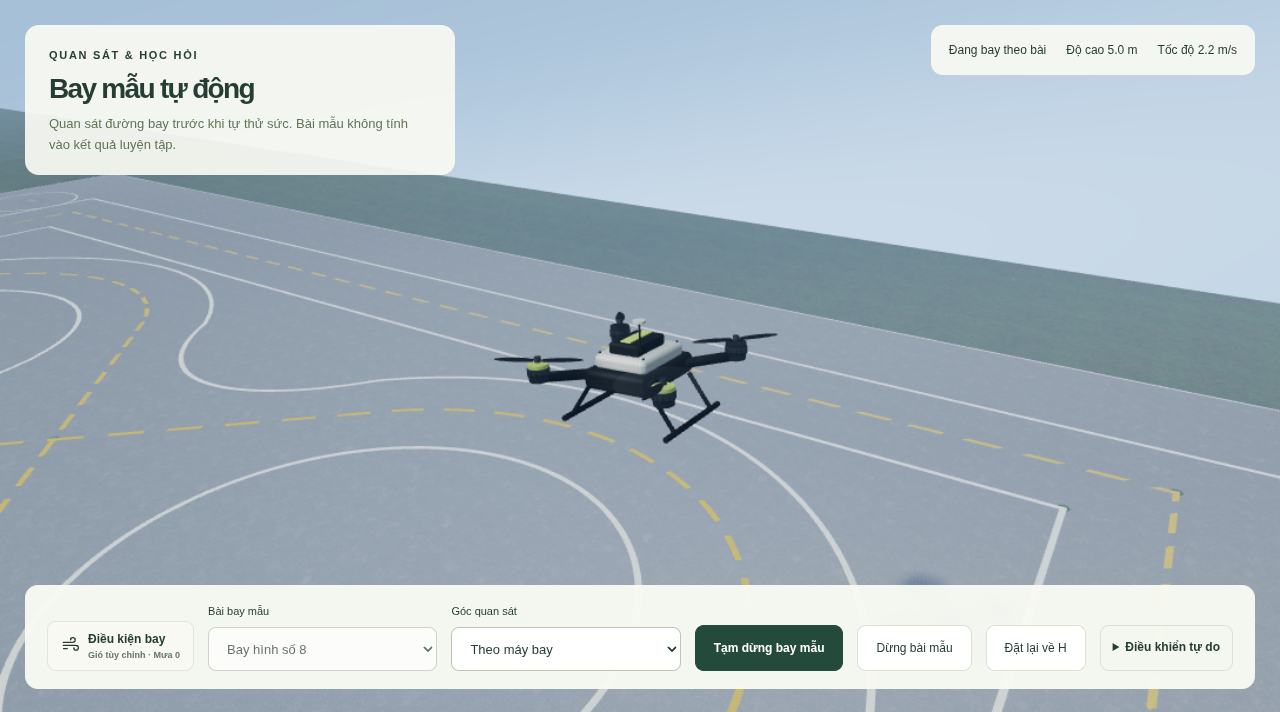 QUAN SÁT & HỌC HỎI
Bay mẫu tự động
Quan sát đường bay trước khi tự thử sức. Bài mẫu không tính
vào kết quả luyện tập.
Đang bay theo bài Độ cao 5.0 m Tốc độ 2.2 m/s
Điều kiện bay
Gió tùy chỉnh · Mưa 0
Bài bay mẫu
Bay hình số 8
Góc quan sát
Theo máy bay
Tạm dừng bay mẫu
Dừng bài mẫu
Đặt lại về H
Điều khiển tự do